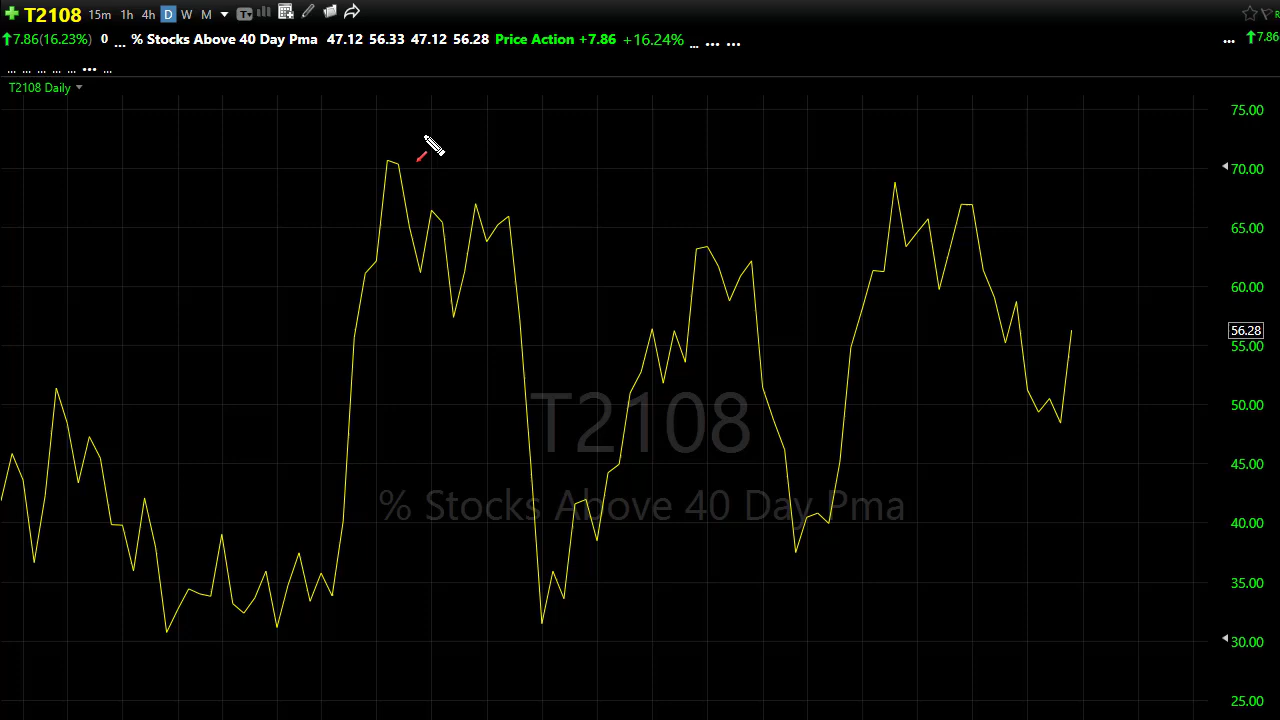 T2108 15m 1h 4h D W M
7.86(16.23%) 0 ... % Stocks Above 40 Day Pma 47.12 56.33 47.12 56.28 Price Action +7.86 +16.24% ... ... ... ... 7.86
... ... ... ... ... ... ...
T2108 Daily
75.00
70.00
65.00
60.00
56.28
55.00
T2108
50.00
45.00
% Stocks Above 40 Day Pma
40.00
35.00
30.00
25.00